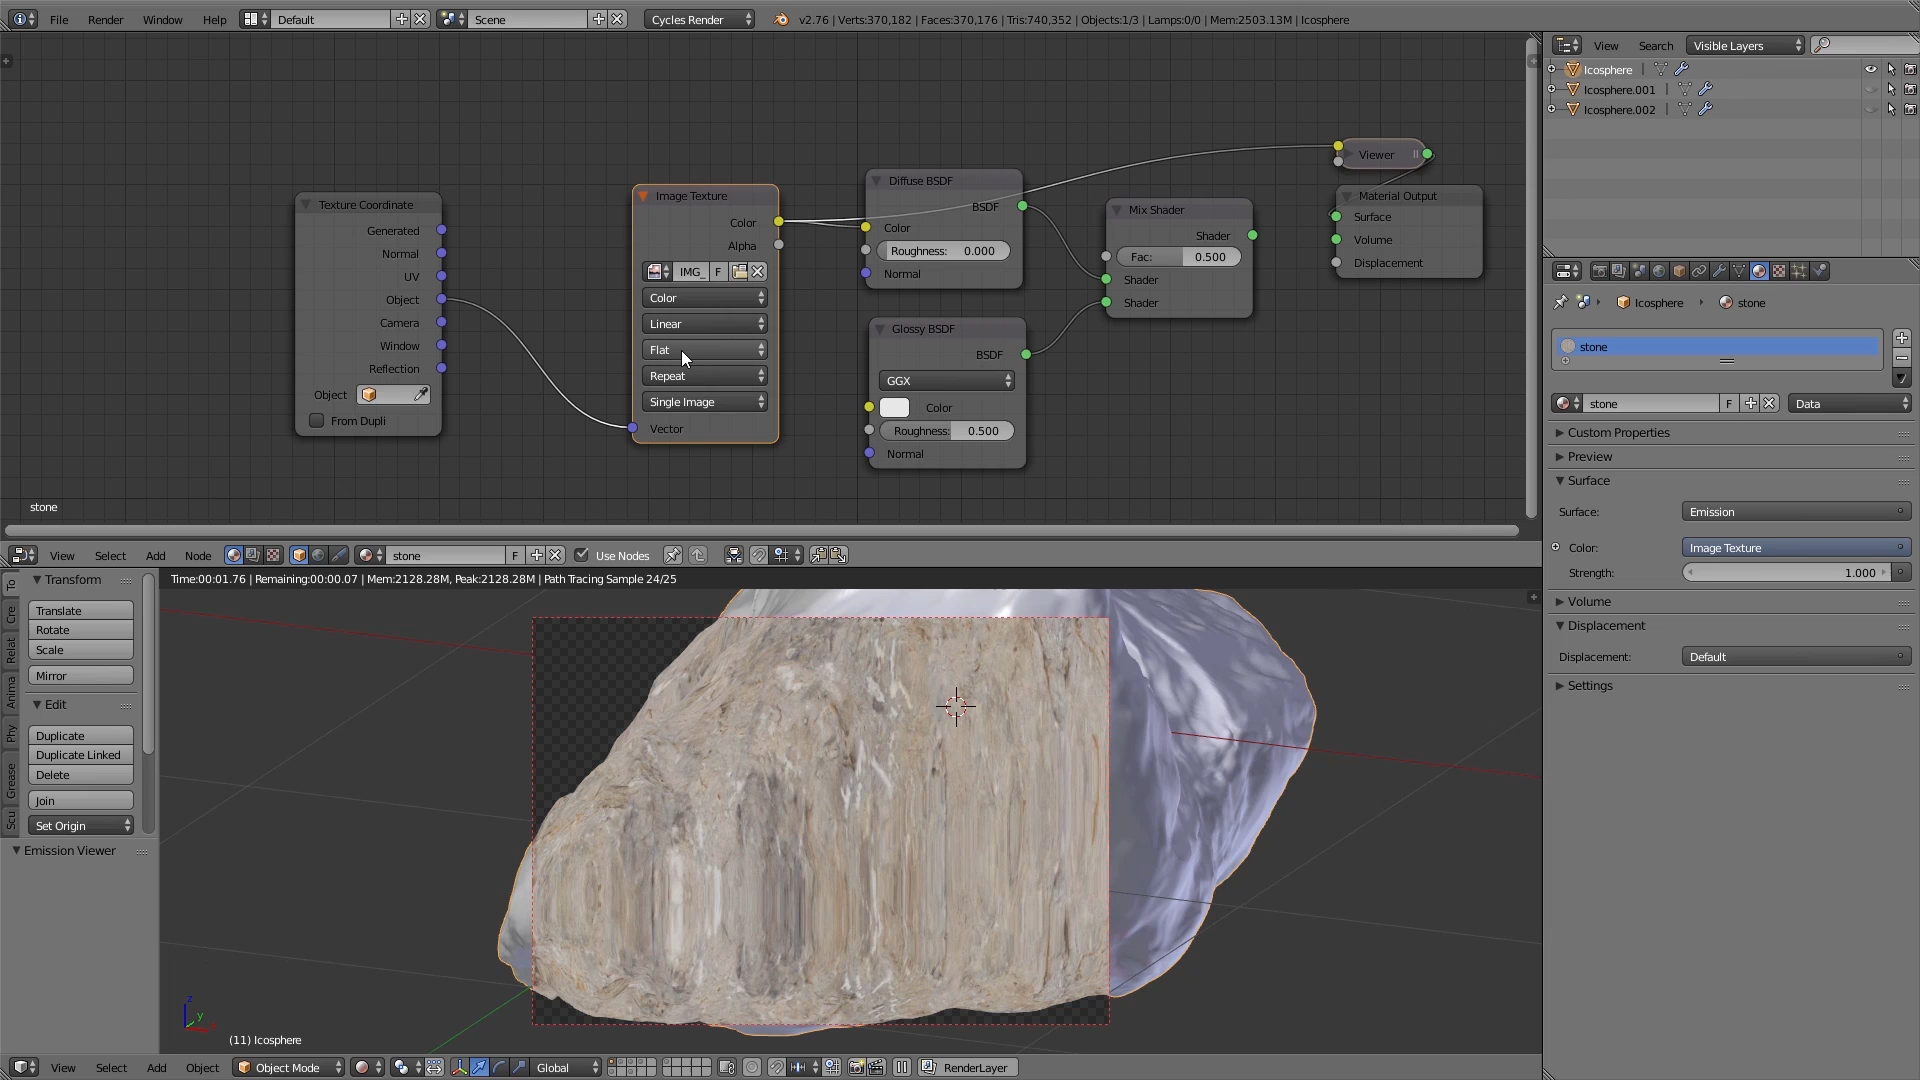 File Render Window Help Default Scene Cycles Render v2.76 | Verts:370,182 | Faces:370,176 | Tris:740,352 | Objects:1/3 | Lamps:0/0 | Mem:2503.13M | Icosphere
View Search Visible Layers
Icosphere
Icosphere.001
Icosphere.002
Texture Coordinate
Generated
Normal
UV
Object
Camera
Window
Reflection
Object
From Dupli
Image Texture
Color
Alpha
IMG_ F
Color
Linear
Flat
Repeat
Single Image
Vector
Diffuse BSDF
BSDF
Color
Roughness: 0.000
Normal
Glossy BSDF
BSDF
GGX
Color
Roughness: 0.500
Normal
Mix Shader
Shader
Fac: 0.500
Shader
Shader
Viewer
Material Output
Surface
Volume
Displacement
stone
View Select Add Node stone F Use Nodes
Icosphere stone
stone
stone F Data
Custom Properties
Preview
Surface
Surface: Emission
Color: Image Texture
Strength: 1.000
Volume
Displacement
Displacement: Default
Settings
To
Cre
Relat
Anima
Phy
Grease
Scu
Transform
Translate
Rotate
Scale
Mirror
Edit
Duplicate
Duplicate Linked
Delete
Join
Set Origin
Emission Viewer
Time:00:01.76 | Remaining:00:00.07 | Mem:2128.28M, Peak:2128.28M | Path Tracing Sample 24/25
z
y
(11) Icosphere
View Select Add Object Object Mode Global RenderLayer